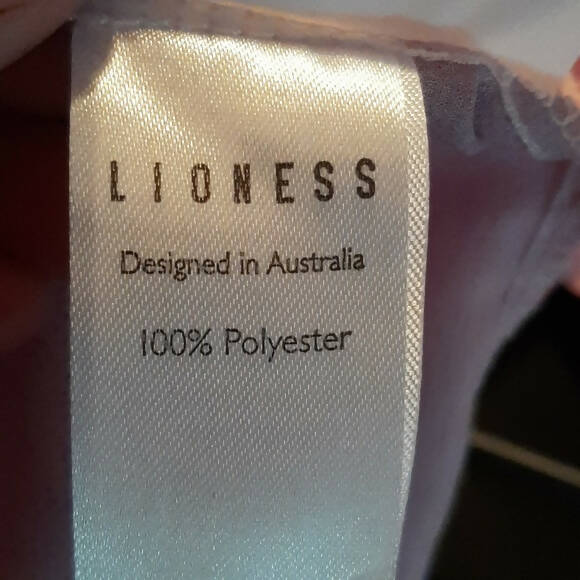 LIONESS
Designed in Australia
100% Polyester